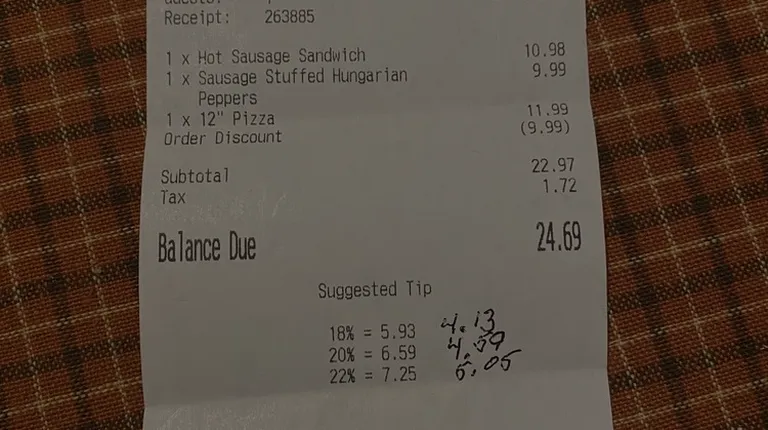 Receipt: 263885
1 x Hot Sausage Sandwich 10.98
1 x Sausage Stuffed Hungarian 9.99
Peppers
1 x 12" Pizza 11.99
Order Discount (9.99)
Subtotal 22.97
Tax 1.72
Balance Due 24.69
Suggested Tip
18% = 5.93 4.13
20% = 6.59 4.59
22% = 7.25 5.05